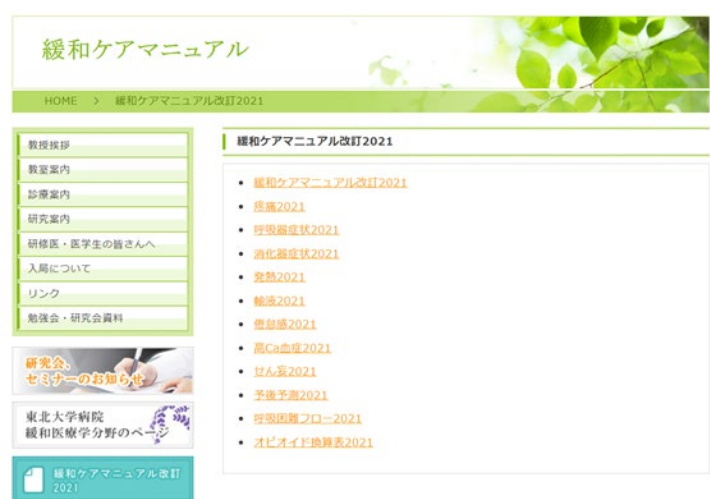 緩和ケアマニュアル
HOME > 緩和ケアマニュアル改訂2021
教授挨拶
教室案内
診療案内
研究案内
研修医・医学生の皆さんへ
入局について
リンク
勉強会・研究会資料
研究会、
セミナーのお知らせ
東北大学病院
緩和医療学分野のページ
緩和ケアマニュアル改訂
2021
緩和ケアマニュアル改訂2021
緩和ケアマニュアル改訂2021
疼痛2021
呼吸器症状2021
消化器症状2021
発熱2021
輸液2021
倦怠感2021
高Ca血症2021
せん妄2021
予後予測2021
呼吸困難フロー2021
オピオイド換算表2021